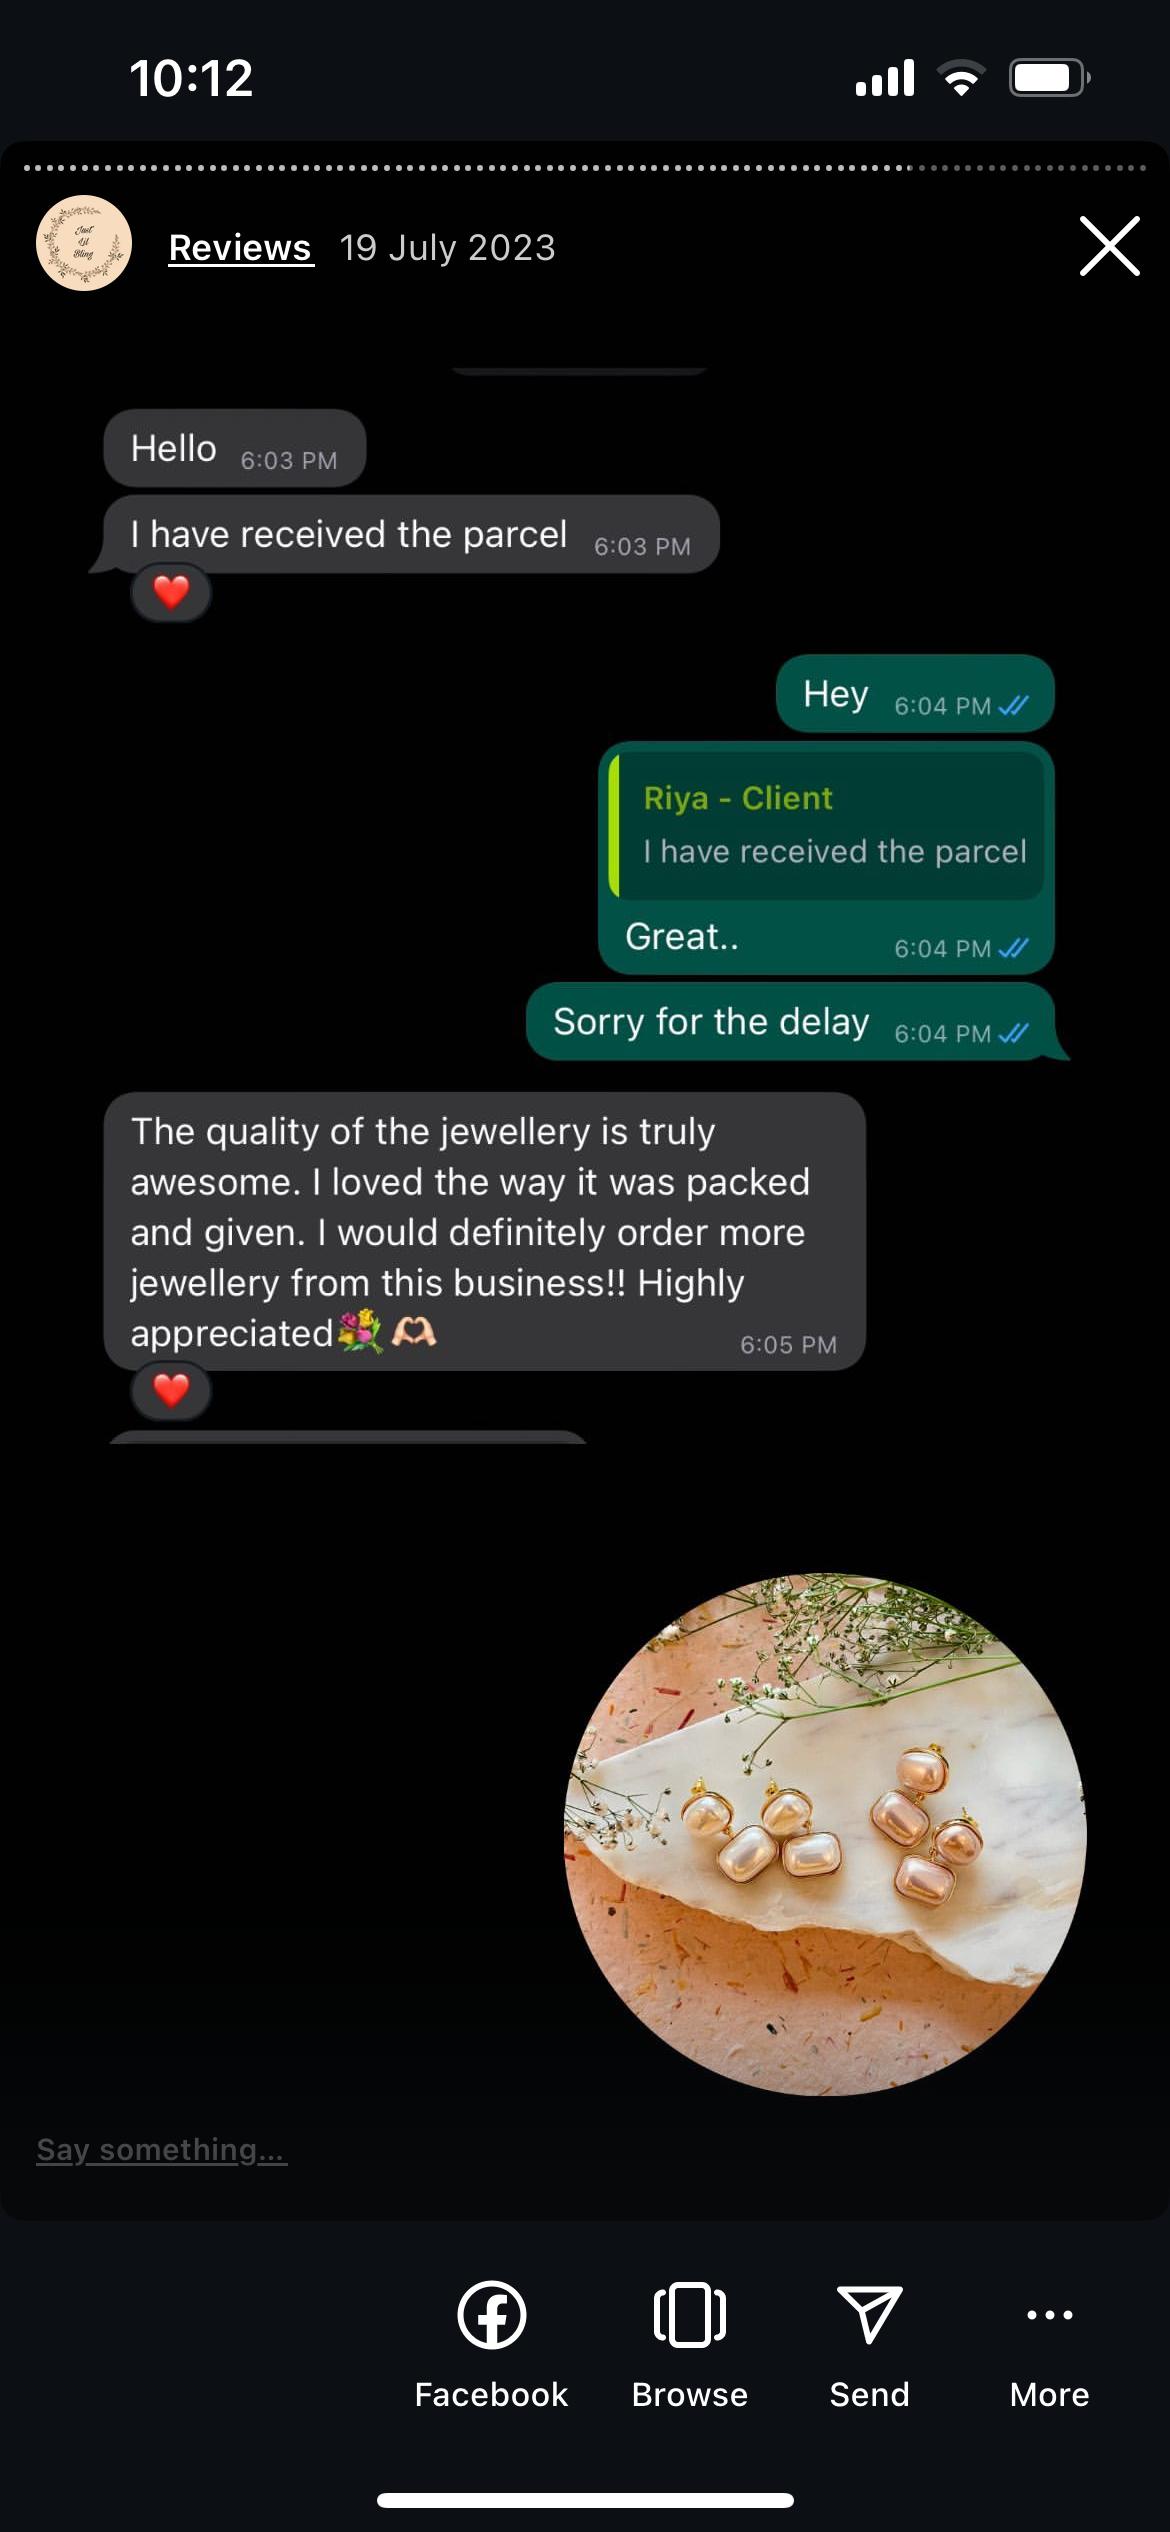 10:12
Just
Lil
Bling
Reviews 19 July 2023
Hello 6:03 PM
I have received the parcel 6:03 PM
❤️
Hey 6:04 PM
Riya - Client
I have received the parcel
Great.. 6:04 PM
Sorry for the delay 6:04 PM
The quality of the jewellery is truly
awesome. I loved the way it was packed
and given. I would definitely order more
jewellery from this business!! Highly
appreciated💐🫶🏻 6:05 PM
❤️
Say something...
Facebook Browse Send More